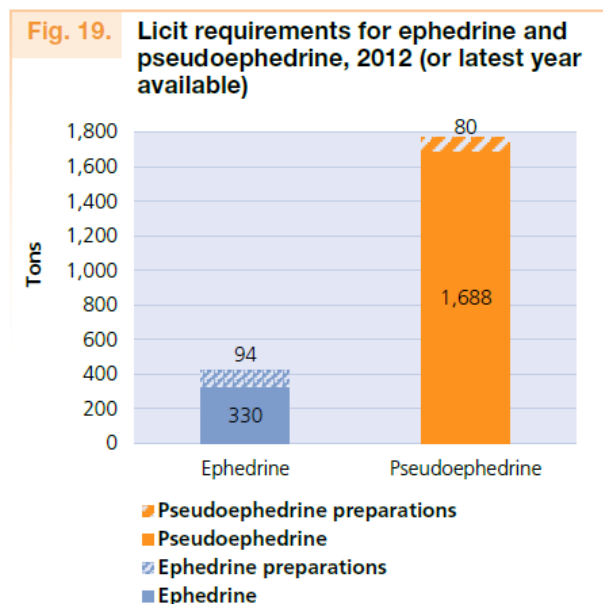 Fig. 19. Licit requirements for ephedrine and
pseudoephedrine, 2012 (or latest year
available)
Tons
1,800
1,600
1,400
1,200
1,000
800
600
400
200
0
94
330
80
1,688
Ephedrine
Pseudoephedrine
Pseudoephedrine preparations
Pseudoephedrine
Ephedrine preparations
Ephedrine